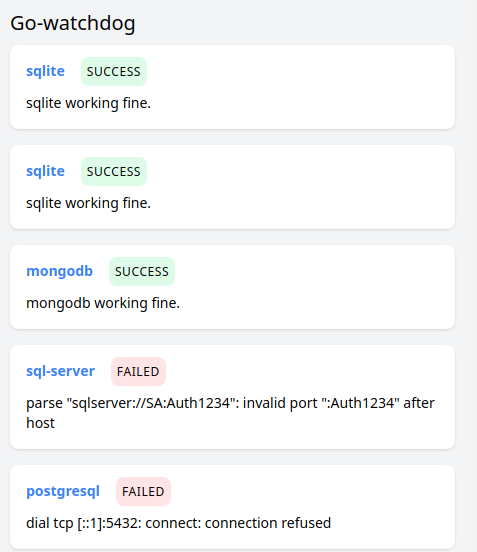 Go-watchdog
sqlite SUCCESS
sqlite working fine.
sqlite SUCCESS
sqlite working fine.
mongodb SUCCESS
mongodb working fine.
sql-server FAILED
parse "sqlserver://SA:Auth1234": invalid port ":Auth1234" after
host
postgresql FAILED
dial tcp [::1]:5432: connect: connection refused